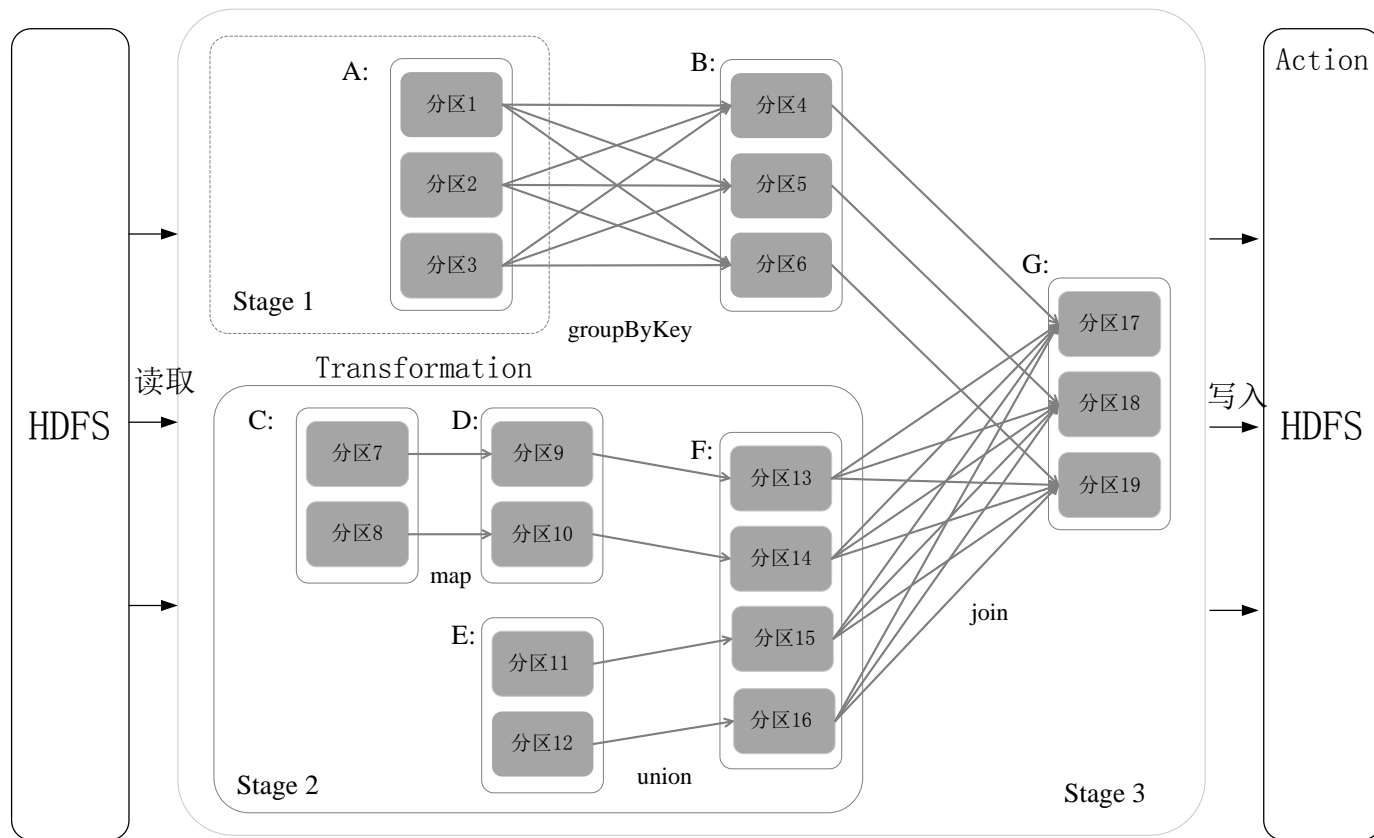 HDFS
读取
A:
分区1
分区2
分区3
Stage 1
groupByKey
B:
分区4
分区5
分区6
Transformation
C:
分区7
分区8
map
D:
分区9
分区10
E:
分区11
分区12
union
F:
分区13
分区14
分区15
分区16
Stage 2
join
G:
分区17
分区18
分区19
Stage 3
写入
Action
HDFS